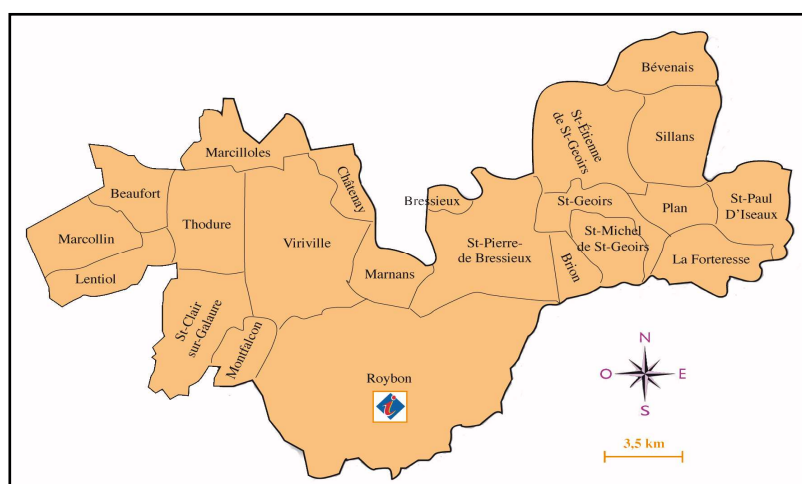 Bévenais
St-Étienne
de St-Geoirs
Sillans
Marcilloles
Châtenay
Beaufort
Bressieux
St-Geoirs
Plan
St-Paul
D'Iseaux
Thodure
Viriville
Marcollin
St-Pierre-
de Bressieux
St-Michel
de St-Geoirs
Brion
La Forteresse
Lentiol
Marnans
St-Clair
sur-Galaure
Montfalcon
Roybon
i
N
O
E
S
3,5 km